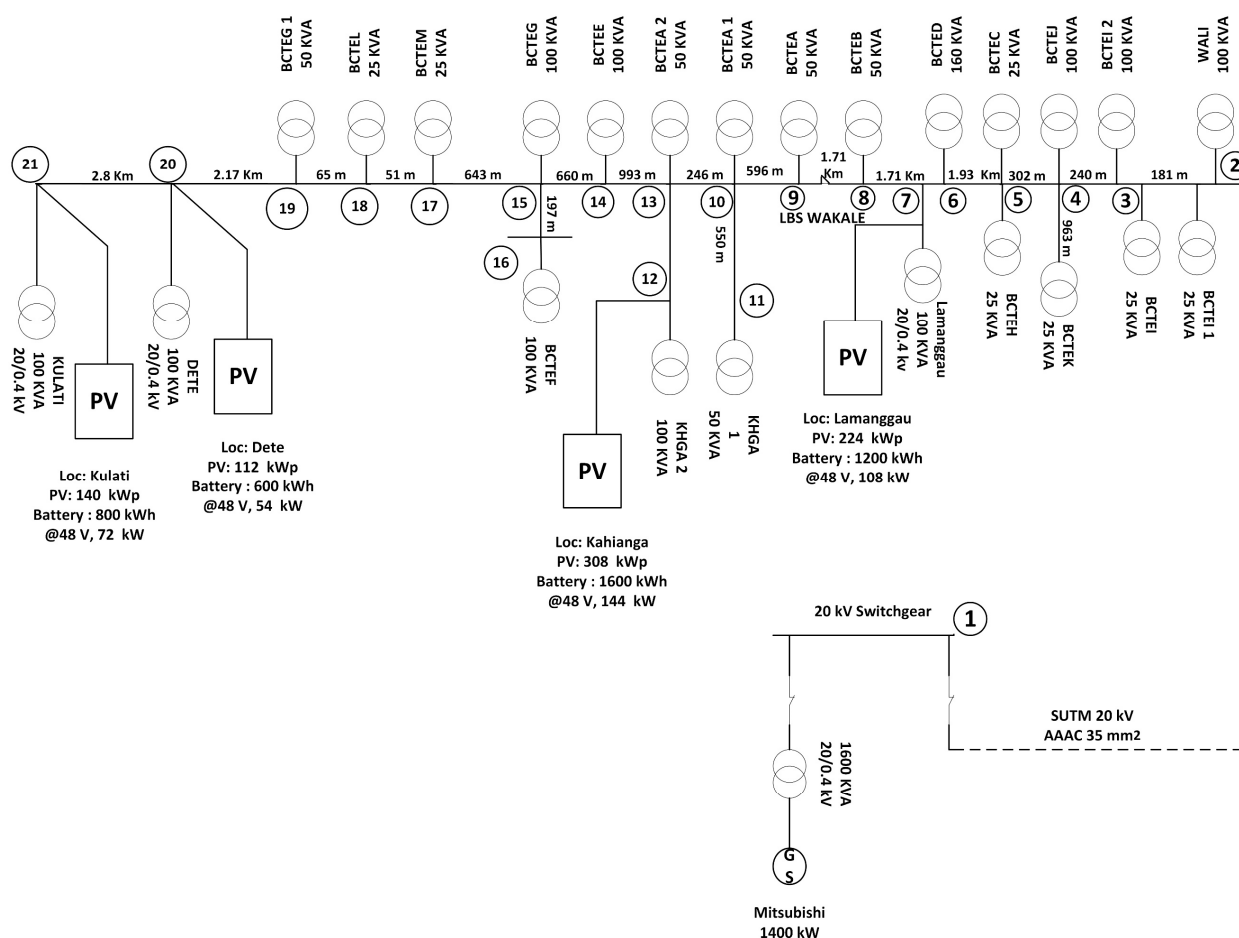 BCTEG 1
50 KVA
BCTEL
25 KVA
BCTEM
25 KVA
BCTEG
100 KVA
BCTEE
100 KVA
BCTEA 2
50 KVA
BCTEA 1
50 KVA
BCTEA
50 KVA
BCTEB
50 KVA
BCTED
160 KVA
BCTEC
25 KVA
BCTEJ
100 KVA
BCTEI 2
100 KVA
WALI
100 KVA
21
2.8 Km
20
2.17 Km
65 m
51 m
643 m
660 m
993 m
246 m
596 m
1.71
Km
1.71 Km
1.93 Km
302 m
240 m
181 m
2
19
18
17
15
197 m
14
13
10
550 m
9
8
7
6
5
4
963 m
3
LBS WAKALE
16
12
11
KULATI
100 KVA
20/0.4 kV
DETE
100 KVA
20/0.4 kV
BCTEF
100 KVA
KHGA 2
100 KVA
KHGA
1
50 KVA
Lamanggau
100 KVA
20/0.4 kv
BCTEH
25 KVA
BCTEK
25 KVA
BCTEI
25 KVA
BCTEI 1
25 KVA
PV
PV
PV
PV
Loc: Kulati
PV: 140 kWp
Battery : 800 kWh
@48 V, 72 kW
Loc: Dete
PV: 112 kWp
Battery : 600 kWh
@48 V, 54 kW
Loc: Kahianga
PV: 308 kWp
Battery : 1600 kWh
@48 V, 144 kW
Loc: Lamanggau
PV: 224 kWp
Battery : 1200 kWh
@48 V, 108 kW
20 kV Switchgear
1
SUTM 20 kV
AAAC 35 mm2
1600 KVA
20/0.4 kV
G
S
Mitsubishi
1400 kW